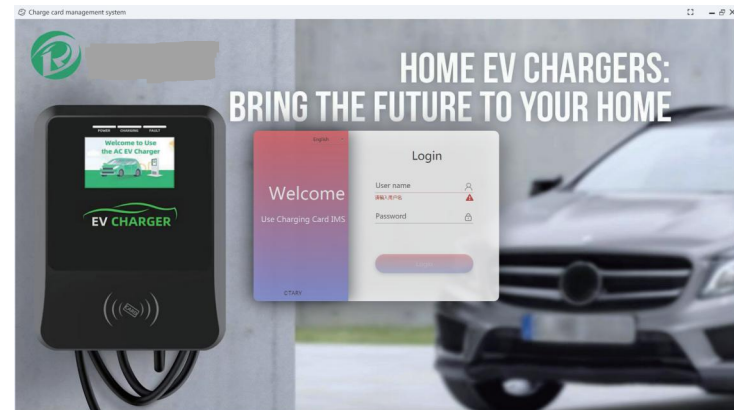 Charge card management system
HOME EV CHARGERS:
BRING THE FUTURE TO YOUR HOME
POWER CHARGING FAULT
Welcome to Use
the AC EV Charger
EV CHARGER
English
Welcome
Use Charging Card IMS
Login
User name
请输入用户名
Password